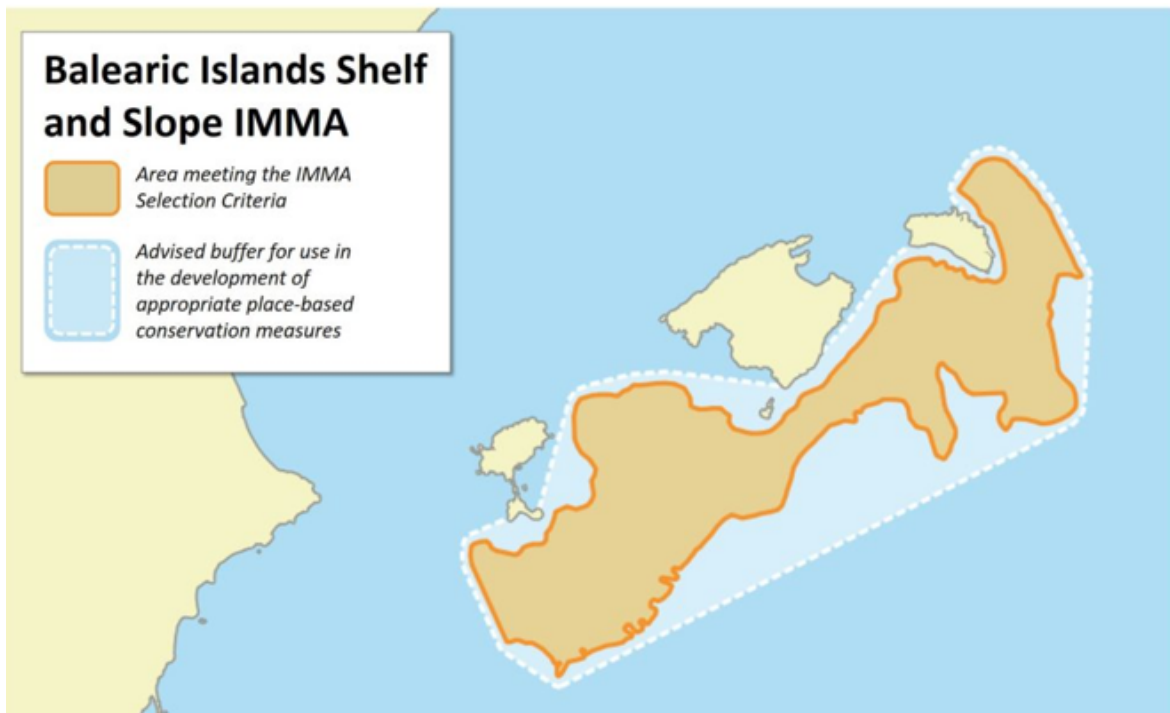 Balearic Islands Shelf
and Slope IMMA
Area meeting the IMMA
Selection Criteria
Advised buffer for use in
the development of
appropriate place-based
conservation measures